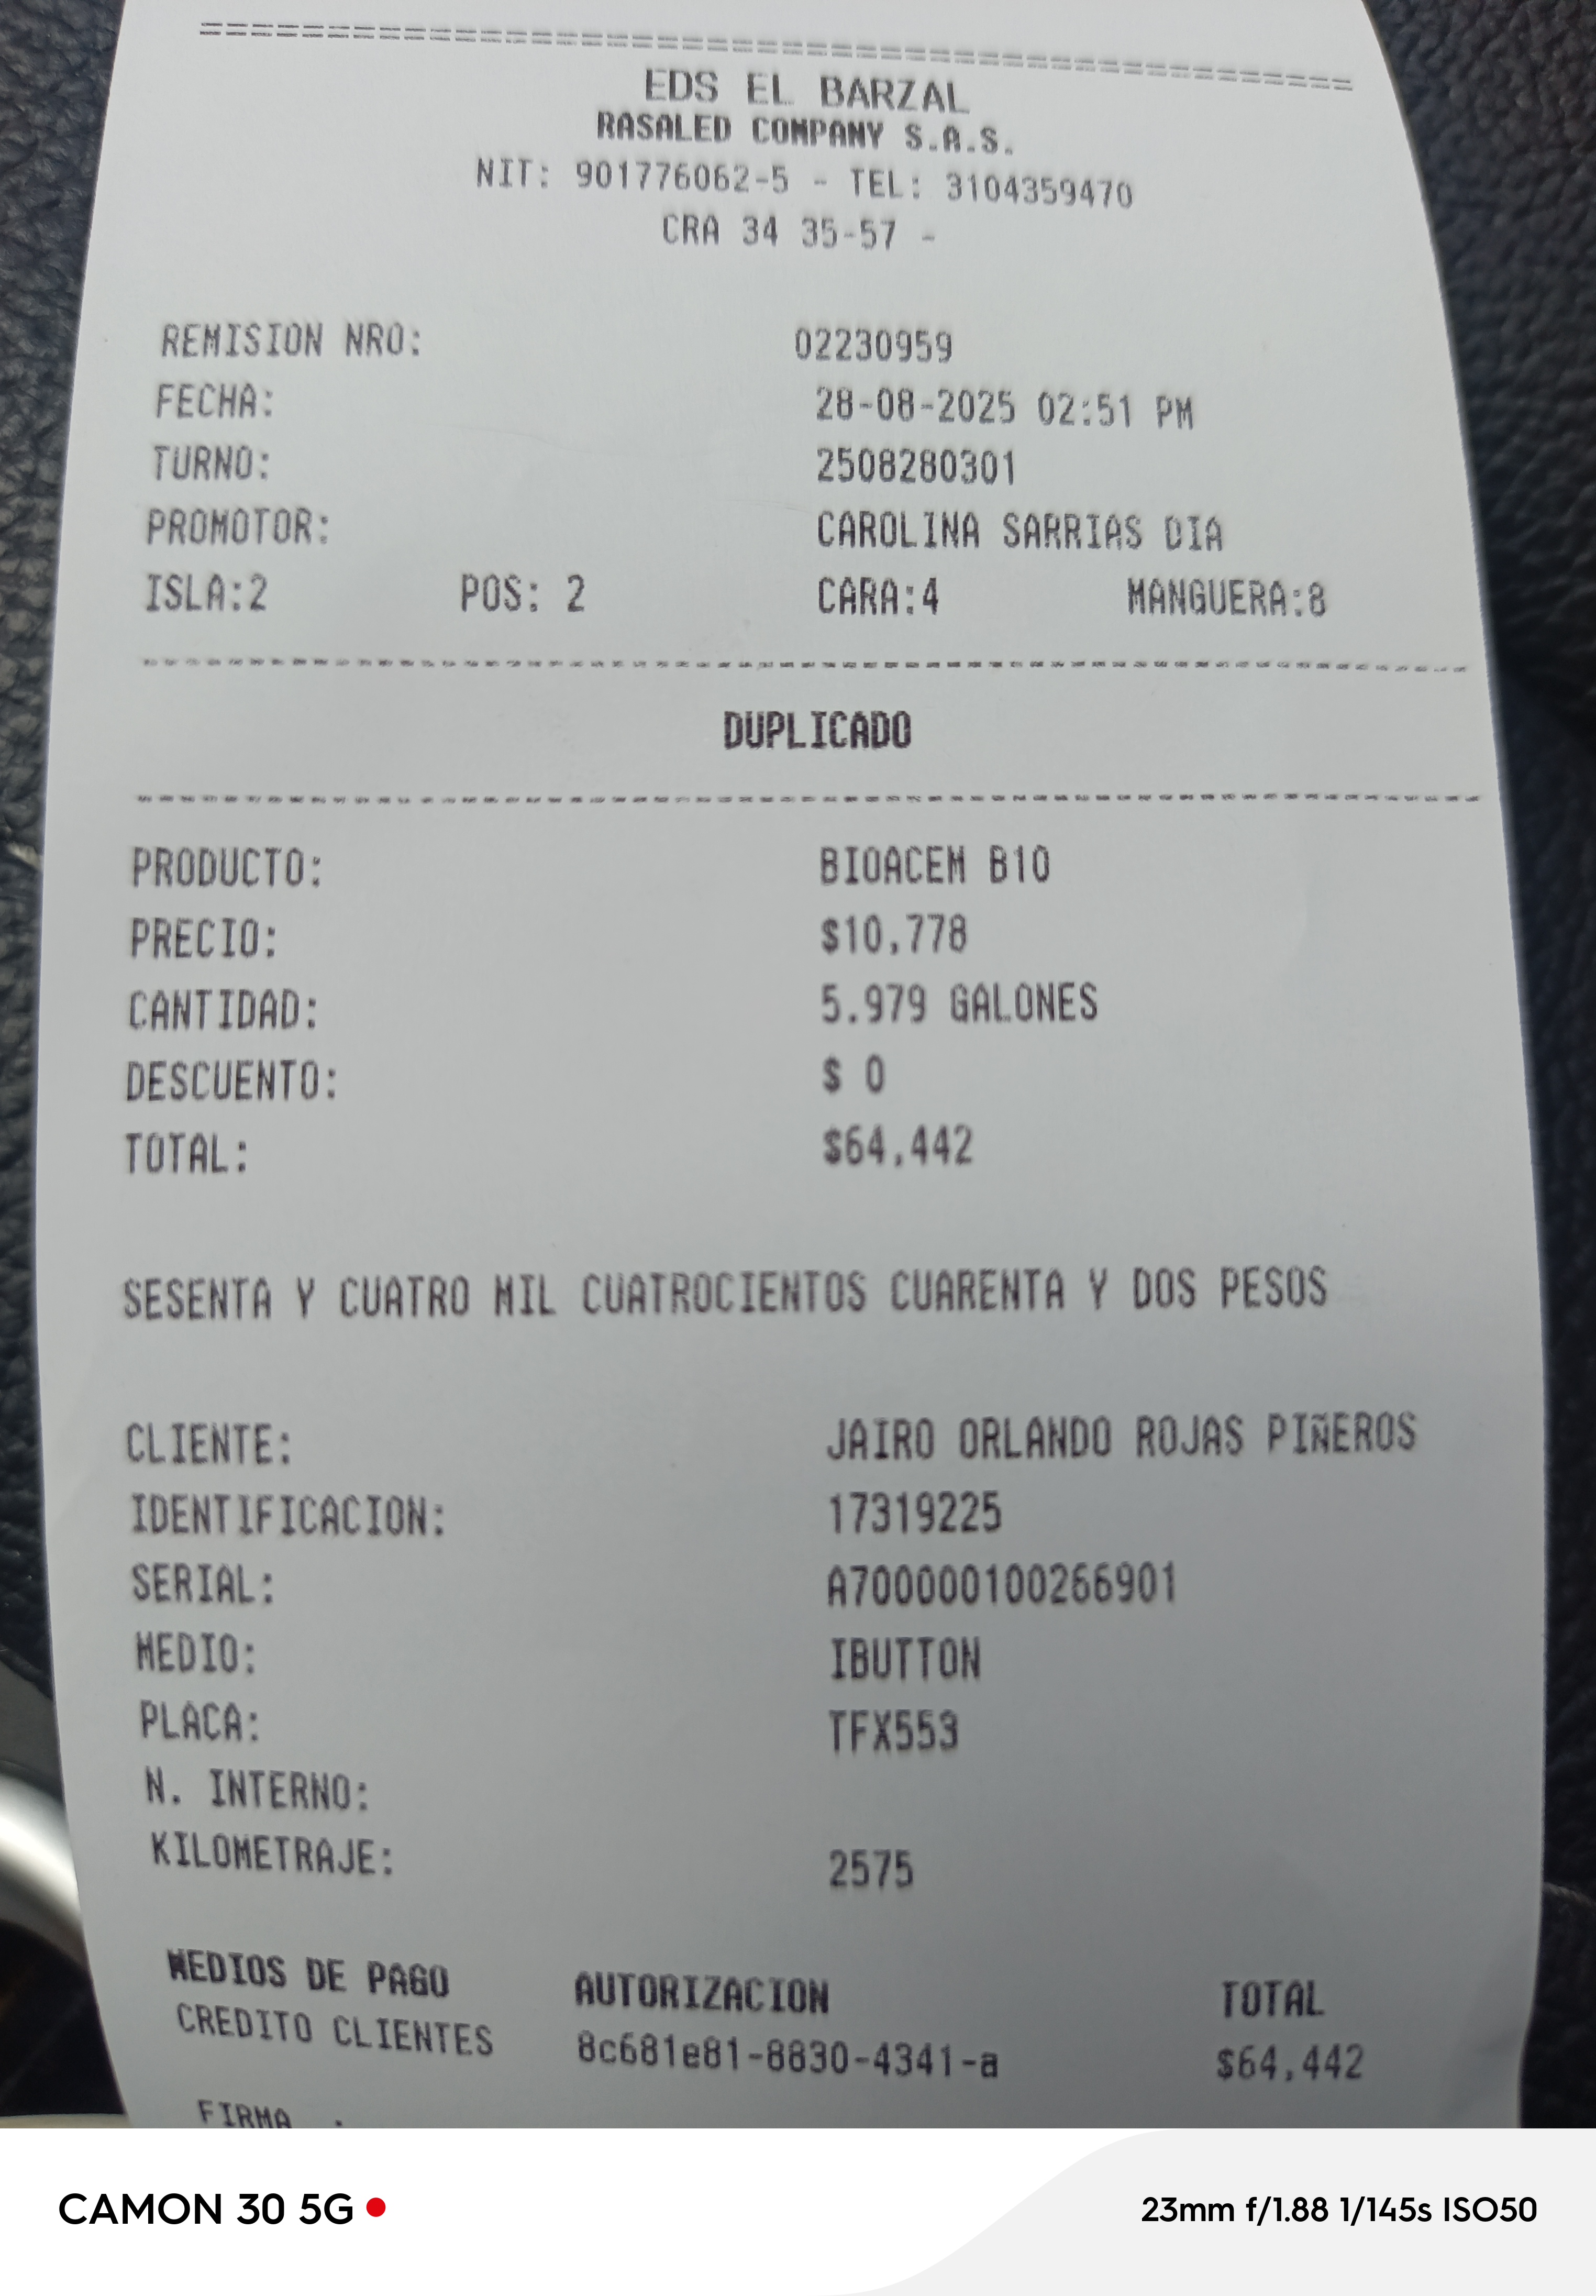 EDS EL BARZAL
RASALED COMPANY S.A.S.
NIT: 901776062-5 - TEL: 3104359470
CRA 34 35-57 -
REMISION NRO: 02230959
FECHA: 28-08-2025 02:51 PM
TURNO: 2508280301
PROMOTOR: CAROLINA SARRIAS DIA
ISLA:2 POS: 2 CARA:4 MANGUERA:8
DUPLICADO
PRODUCTO: BIOACEM B10
PRECIO: $10,778
CANTIDAD: 5.979 GALONES
DESCUENTO: $ 0
TOTAL: $64,442
SESENTA Y CUATRO MIL CUATROCIENTOS CUARENTA Y DOS PESOS
CLIENTE: JAIRO ORLANDO ROJAS PIÑEROS
IDENTIFICACION: 17319225
SERIAL: A700000100266901
MEDIO: IBUTTON
PLACA: TFX553
N. INTERNO:
KILOMETRAJE: 2575
MEDIOS DE PAGO AUTORIZACION TOTAL
CREDITO CLIENTES 8c681e81-8830-4341-a $64,442
FIRMA :
CAMON 30 5G 23mm f/1.88 1/145s ISO50